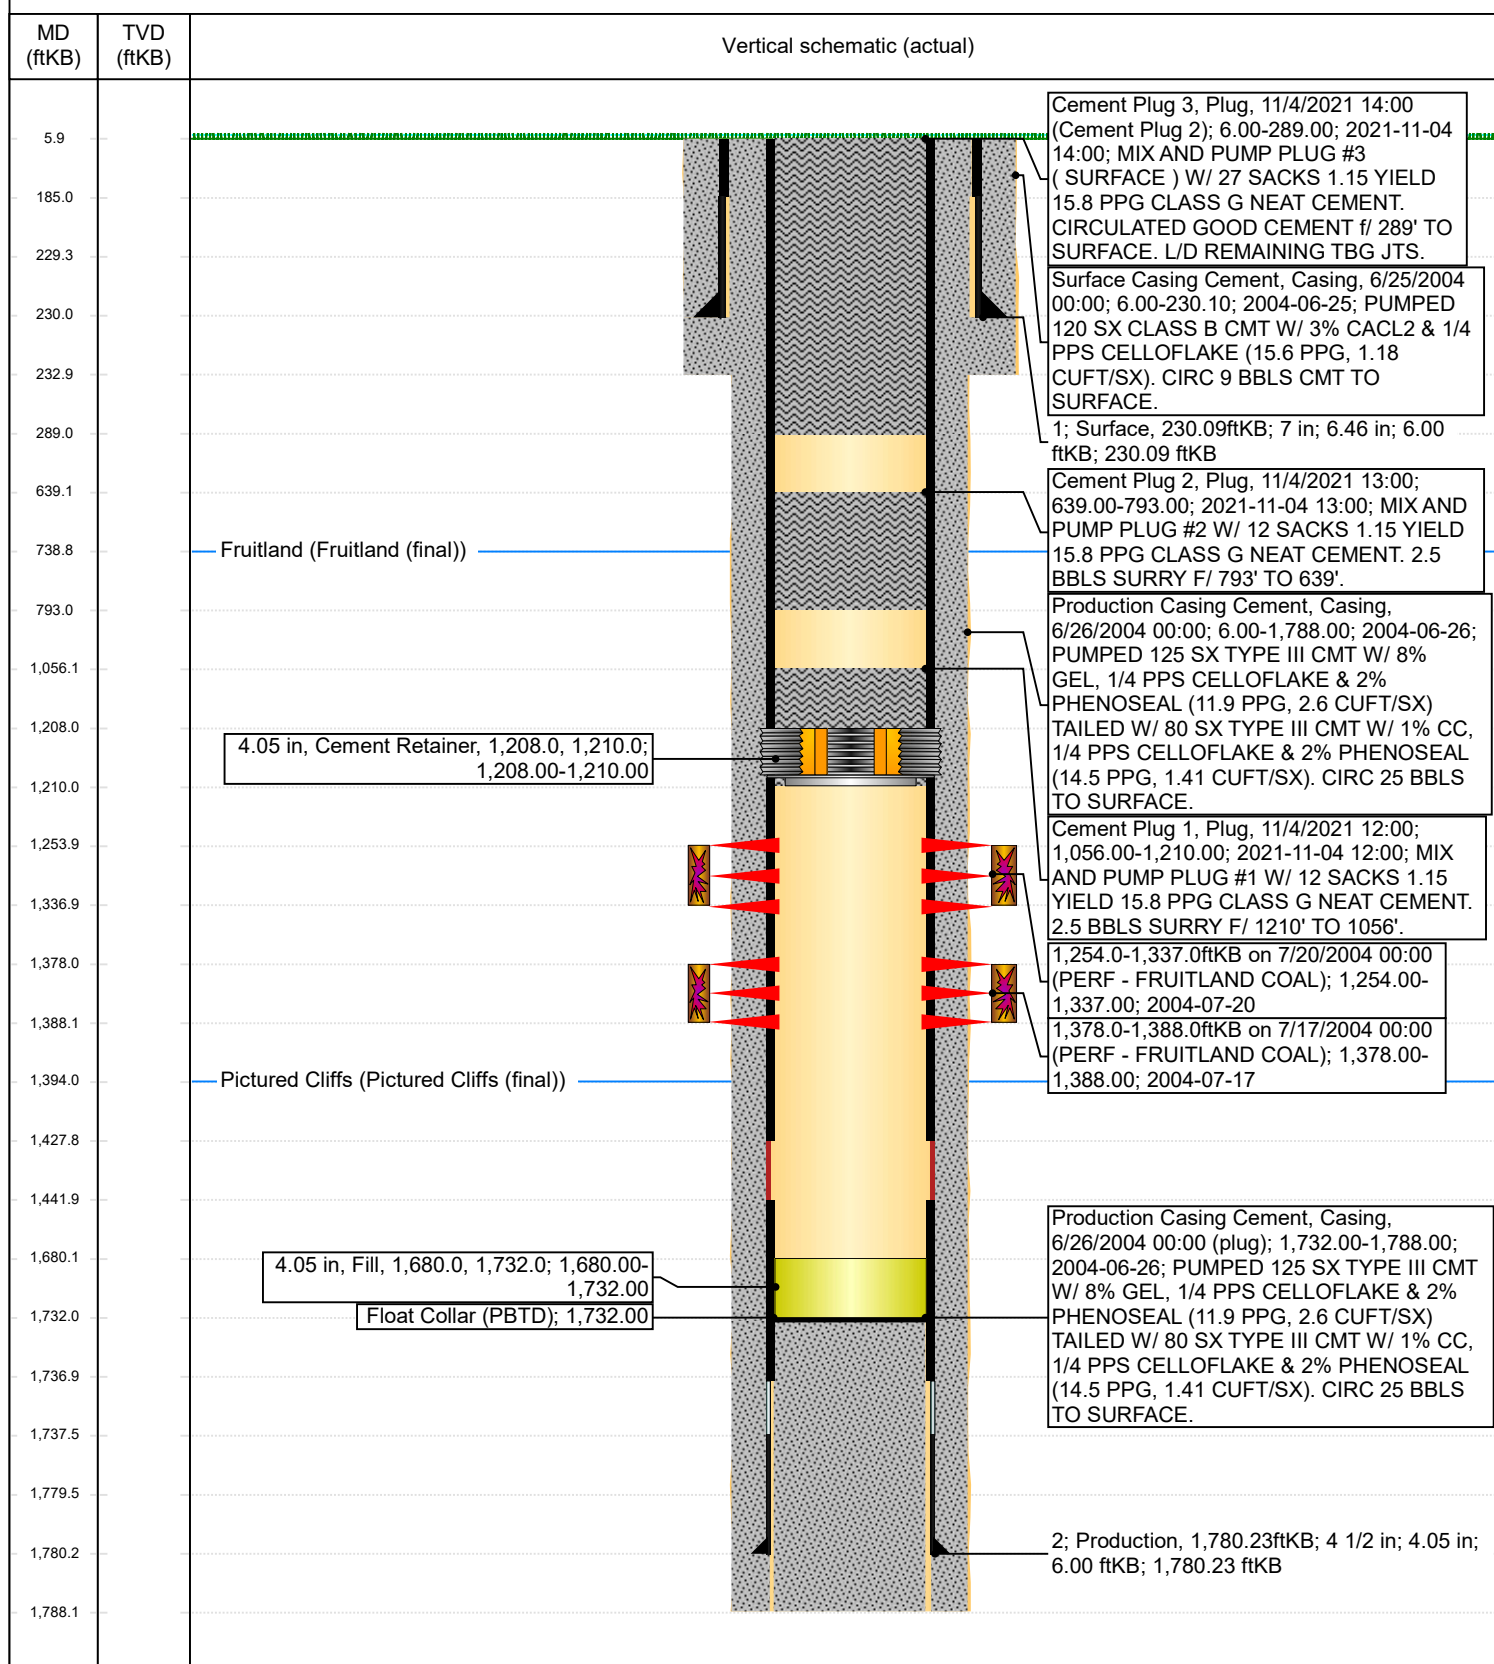 MD
(ftKB)
TVD
(ftKB)
Vertical schematic (actual)
5.9
185.0
229.3
230.0
232.9
289.0
639.1
738.8
793.0
1,056.1
1,208.0
1,210.0
1,253.9
1,336.9
1,378.0
1,388.1
1,394.0
1,427.8
1,441.9
1,680.1
1,732.0
1,736.9
1,737.5
1,779.5
1,780.2
1,788.1
Fruitland (Fruitland (final))
4.05 in, Cement Retainer, 1,208.0, 1,210.0;
1,208.00-1,210.00
Pictured Cliffs (Pictured Cliffs (final))
4.05 in, Fill, 1,680.0, 1,732.0; 1,680.00-
1,732.00
Float Collar (PBTD); 1,732.00
Cement Plug 3, Plug, 11/4/2021 14:00
(Cement Plug 2); 6.00-289.00; 2021-11-04
14:00; MIX AND PUMP PLUG #3
( SURFACE ) W/ 27 SACKS 1.15 YIELD
15.8 PPG CLASS G NEAT CEMENT.
CIRCULATED GOOD CEMENT f/ 289' TO
SURFACE. L/D REMAINING TBG JTS.
Surface Casing Cement, Casing, 6/25/2004
00:00; 6.00-230.10; 2004-06-25; PUMPED
120 SX CLASS B CMT W/ 3% CACL2 & 1/4
PPS CELLOFLAKE (15.6 PPG, 1.18
CUFT/SX). CIRC 9 BBLS CMT TO
SURFACE.
1; Surface, 230.09ftKB; 7 in; 6.46 in; 6.00
ftKB; 230.09 ftKB
Cement Plug 2, Plug, 11/4/2021 13:00;
639.00-793.00; 2021-11-04 13:00; MIX AND
PUMP PLUG #2 W/ 12 SACKS 1.15 YIELD
15.8 PPG CLASS G NEAT CEMENT. 2.5
BBLS SURRY F/ 793' TO 639'.
Production Casing Cement, Casing,
6/26/2004 00:00; 6.00-1,788.00; 2004-06-26;
PUMPED 125 SX TYPE III CMT W/ 8%
GEL, 1/4 PPS CELLOFLAKE & 2%
PHENOSEAL (11.9 PPG, 2.6 CUFT/SX)
TAILED W/ 80 SX TYPE III CMT W/ 1% CC,
1/4 PPS CELLOFLAKE & 2% PHENOSEAL
(14.5 PPG, 1.41 CUFT/SX). CIRC 25 BBLS
TO SURFACE.
Cement Plug 1, Plug, 11/4/2021 12:00;
1,056.00-1,210.00; 2021-11-04 12:00; MIX
AND PUMP PLUG #1 W/ 12 SACKS 1.15
YIELD 15.8 PPG CLASS G NEAT CEMENT.
2.5 BBLS SURRY F/ 1210' TO 1056'.
1,254.0-1,337.0ftKB on 7/20/2004 00:00
(PERF - FRUITLAND COAL); 1,254.00-
1,337.00; 2004-07-20
1,378.0-1,388.0ftKB on 7/17/2004 00:00
(PERF - FRUITLAND COAL); 1,378.00-
1,388.00; 2004-07-17
Production Casing Cement, Casing,
6/26/2004 00:00 (plug); 1,732.00-1,788.00;
2004-06-26; PUMPED 125 SX TYPE III CMT
W/ 8% GEL, 1/4 PPS CELLOFLAKE & 2%
PHENOSEAL (11.9 PPG, 2.6 CUFT/SX)
TAILED W/ 80 SX TYPE III CMT W/ 1% CC,
1/4 PPS CELLOFLAKE & 2% PHENOSEAL
(14.5 PPG, 1.41 CUFT/SX). CIRC 25 BBLS
TO SURFACE.
2; Production, 1,780.23ftKB; 4 1/2 in; 4.05 in;
6.00 ftKB; 1,780.23 ftKB